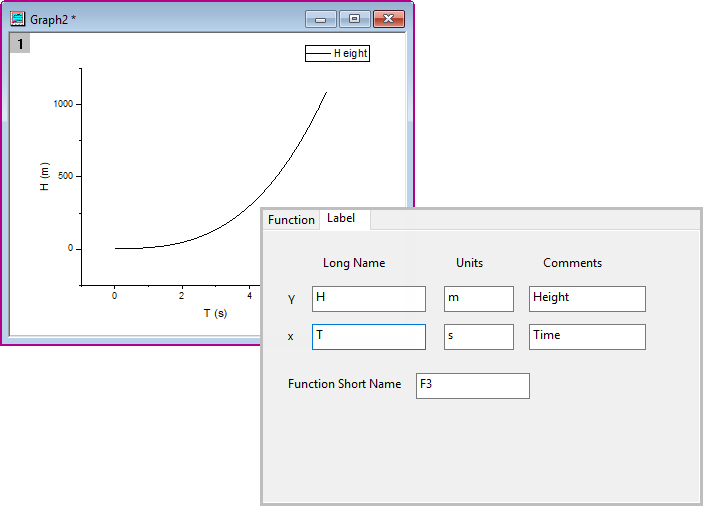 Graph2 *
1
Height
1000
500
0
H (m)
0 2 4
T (s)
Function Label
Long Name Units Comments
Y H m Height
x T s Time
Function Short Name F3